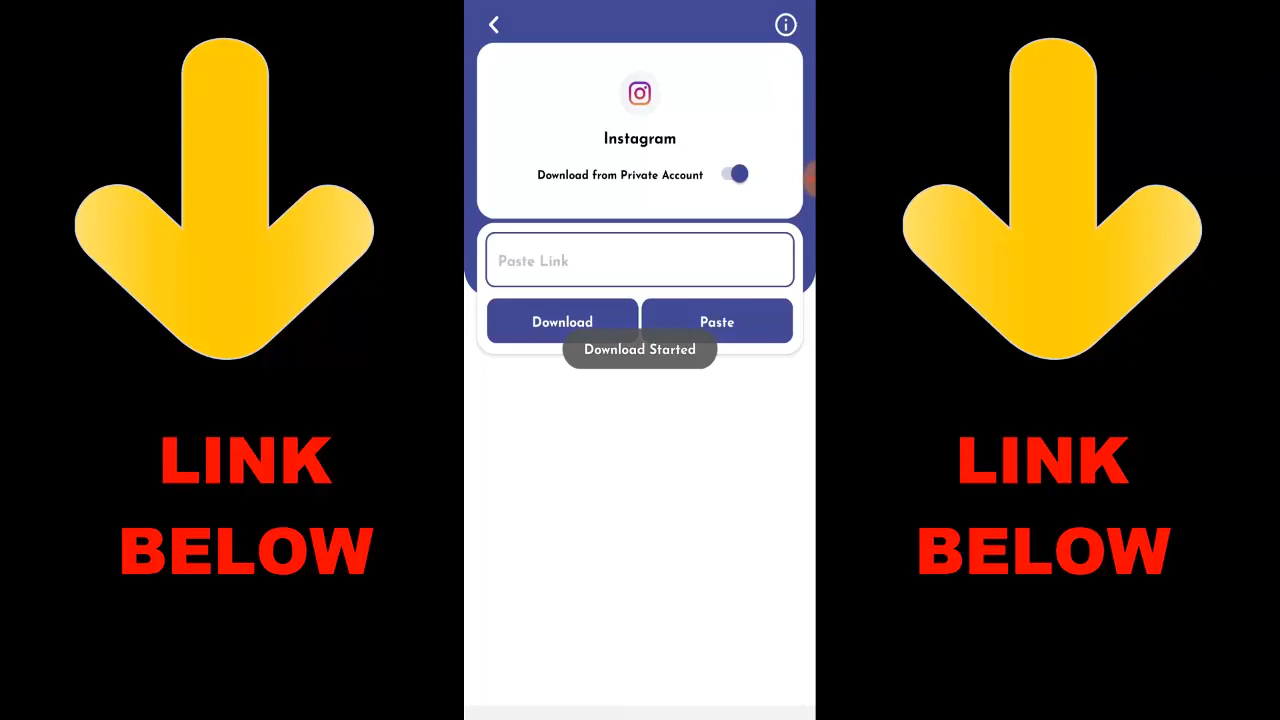 Instagram
Download from Private Account
Paste Link
Download Paste
Download Started
LINK LINK
BELOW BELOW